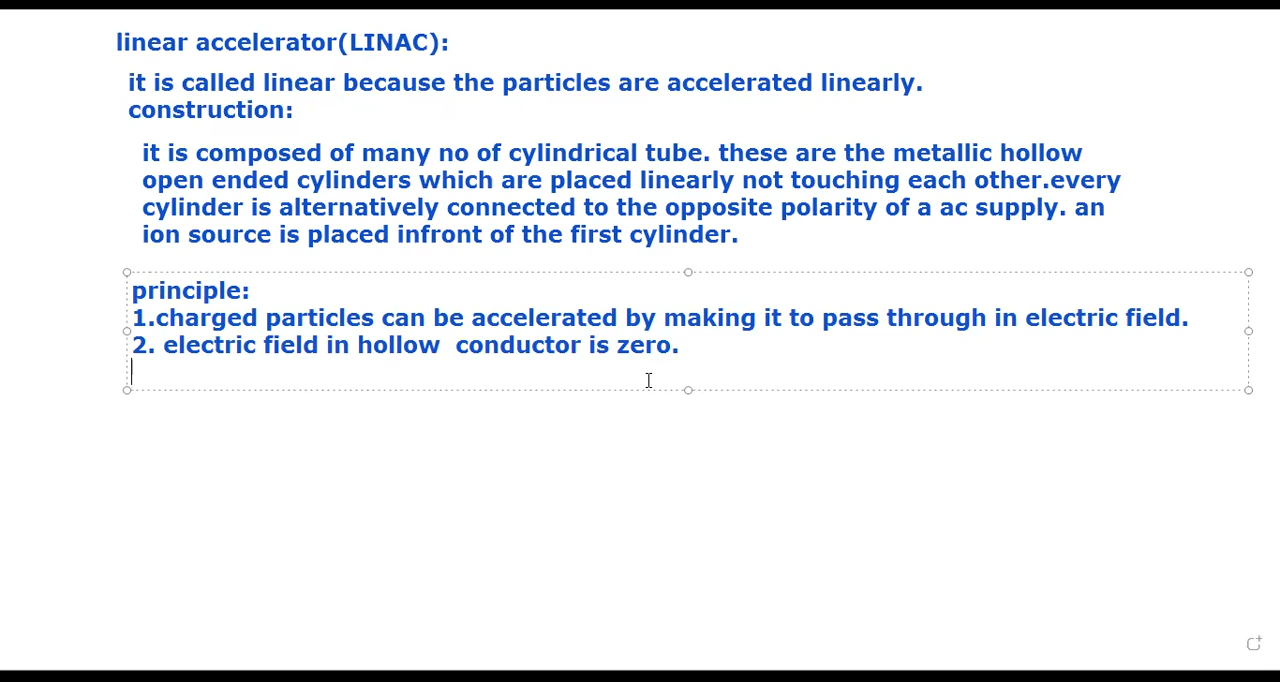 linear accelerator(LINAC):
it is called linear because the particles are accelerated linearly.
construction:
it is composed of many no of cylindrical tube. these are the metallic hollow
open ended cylinders which are placed linearly not touching each other.every
cylinder is alternatively connected to the opposite polarity of a ac supply. an
ion source is placed infront of the first cylinder.
principle:
1.charged particles can be accelerated by making it to pass through in electric field.
2. electric field in hollow  conductor is zero.